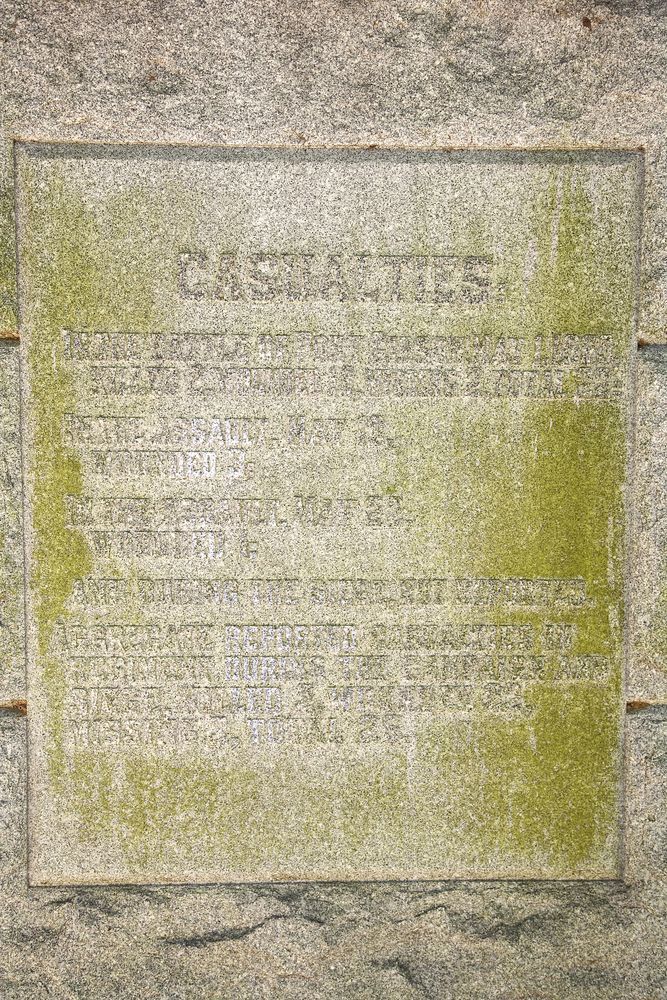 CASUALTIES.
IN THE BATTLE OF PORT GIBSON, MAY 1, 1863,
KILLED WOUNDED MISSING TOTAL
IN THE ASSAULT, MAY 19,
WOUNDED
IN THE ASSAULT, MAY 22,
WOUNDED
AND DURING THE SIEGE, NOT REPORTED.
AGGREGATE REPORTED CASUALTIES IN
REGIMENT DURING THE CAMPAIGN AND
SIEGE, KILLED WOUNDED
MISSING TOTAL